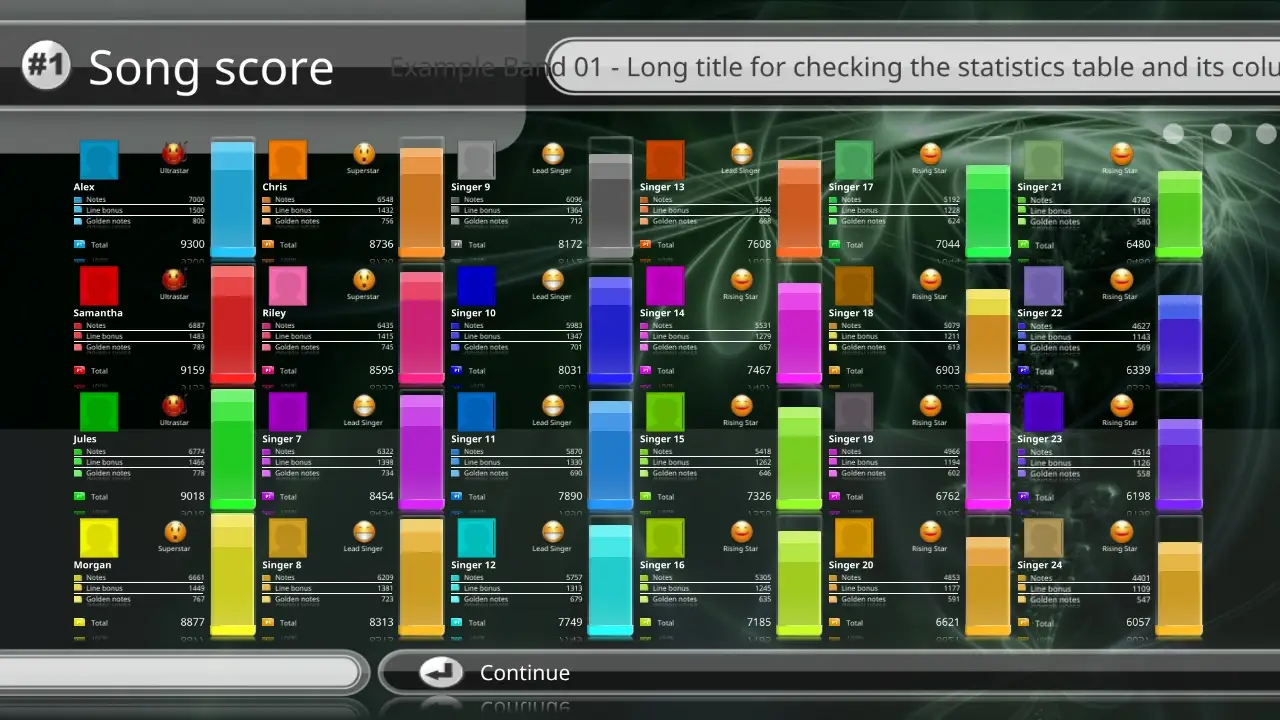 #1 Song score
Example Band 01 - Long title for checking the statistics table and its colu
Ultrastar
Alex
Notes 7000
Line bonus 1500
Golden notes 800
Total 9300
Superstar
Chris
Notes 6548
Line bonus 1432
Golden notes 756
Total 8736
Lead Singer
Singer 9
Notes 6096
Line bonus 1364
Golden notes 712
Total 8172
Lead Singer
Singer 13
Notes 5644
Line bonus 1296
Golden notes 668
Total 7608
Rising Star
Singer 17
Notes 5192
Line bonus 1228
Golden notes 624
Total 7044
Rising Star
Singer 21
Notes 4740
Line bonus 1160
Golden notes 580
Total 6480
Ultrastar
Samantha
Notes 6887
Line bonus 1483
Golden notes 789
Total 9159
Superstar
Riley
Notes 6435
Line bonus 1415
Golden notes 745
Total 8595
Lead Singer
Singer 10
Notes 5983
Line bonus 1347
Golden notes 701
Total 8031
Rising Star
Singer 14
Notes 5531
Line bonus 1279
Golden notes 657
Total 7467
Rising Star
Singer 18
Notes 5079
Line bonus 1211
Golden notes 613
Total 6903
Rising Star
Singer 22
Notes 4627
Line bonus 1143
Golden notes 569
Total 6339
Ultrastar
Jules
Notes 6774
Line bonus 1466
Golden notes 778
Total 9018
Lead Singer
Singer 7
Notes 6322
Line bonus 1398
Golden notes 734
Total 8454
Lead Singer
Singer 11
Notes 5870
Line bonus 1330
Golden notes 690
Total 7890
Rising Star
Singer 15
Notes 5418
Line bonus 1262
Golden notes 646
Total 7326
Rising Star
Singer 19
Notes 4966
Line bonus 1194
Golden notes 602
Total 6762
Rising Star
Singer 23
Notes 4514
Line bonus 1126
Golden notes 558
Total 6198
Superstar
Morgan
Notes 6661
Line bonus 1449
Golden notes 767
Total 8877
Lead Singer
Singer 8
Notes 6209
Line bonus 1381
Golden notes 723
Total 8313
Lead Singer
Singer 12
Notes 5757
Line bonus 1313
Golden notes 679
Total 7749
Rising Star
Singer 16
Notes 5305
Line bonus 1245
Golden notes 635
Total 7185
Rising Star
Singer 20
Notes 4853
Line bonus 1177
Golden notes 591
Total 6621
Rising Star
Singer 24
Notes 4401
Line bonus 1109
Golden notes 547
Total 6057
Continue